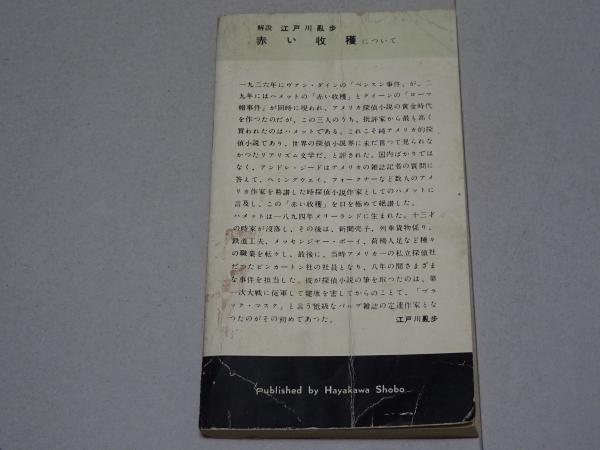 解説 江戸川亂歩
赤い收穫について
一九二六年にヴァン・ダインの「ベンスン事件」が、二
九年にはハメットの「赤い收穫」とクイーンの「ローマ
帽事件」が同時に現われ、アメリカ探偵小説の黄金時代
を作つたのだが、この三人のうち、批評家から最も高く
買われたのはハメットである。これこそ純アメリカ的探
偵小説であり、世界の探偵小説界に未だ嘗つて見られな
かつたリアリズム文学だ、と評された。国内ばかりでは
なく、アンドレ・ジードはアメリカの雑誌記者の質問に
答えて、ヘミングウェイ、フォークナーなど数人のアメ
リカ作家を称讃した時探偵小説作家としてのハメットに
言及し、この「赤い收穫」を口を極めて絶讃した。
ハメットは一八九四年メリーランドに生まれた。十三才
の時家が没落し、その後は、新聞売子、列車貨物係り、
鉄道工夫、メッセンジャー・ボーイ、荷積人足など種々
の職業を転々し、最後に、当時アメリカ一の私立探偵社
だつたピンカートン社の社員となり、八年の間さまざま
な事件を担当した。彼が探偵小説の筆を取つたのは、第
一次大戦に従軍して健康を害してからのことで、「ブラ
ック・マスク」と言う低級なパルプ雑誌の定連作家とな
つたのがその初めであつた。 江戸川亂歩
Published by Hayakawa Shobo